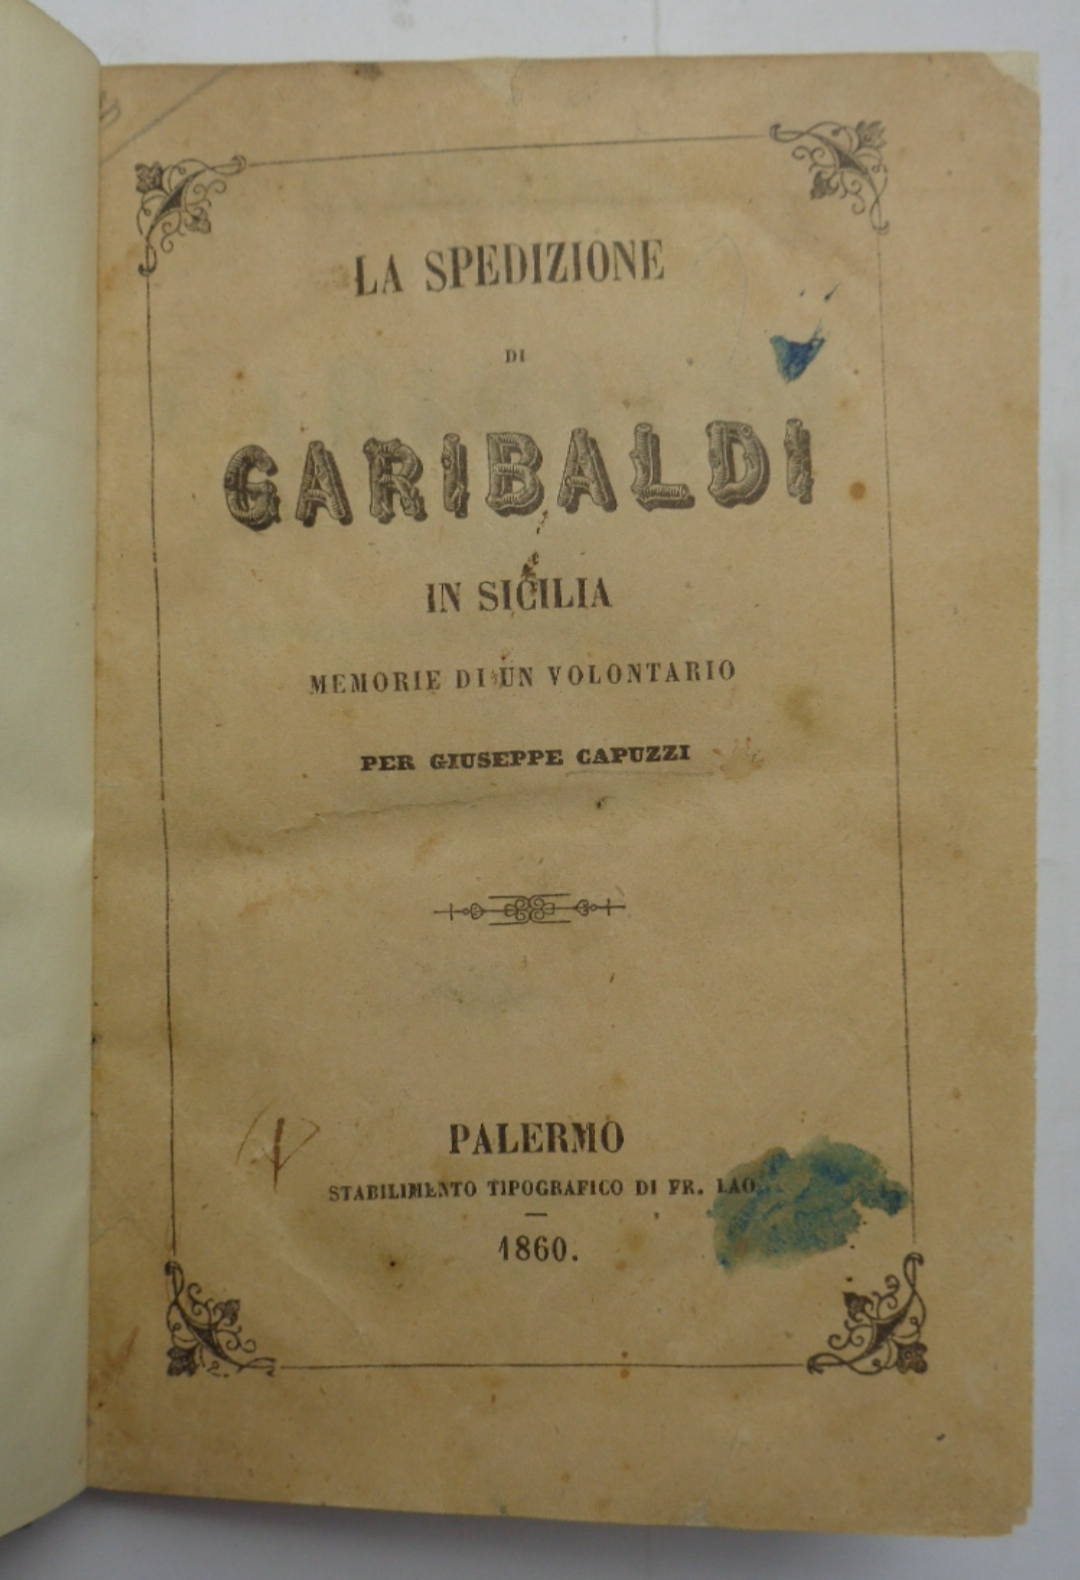 LA SPEDIZIONE
DI
GARIBALDI
IN SICILIA
MEMORIE DI UN VOLONTARIO
PER GIUSEPPE CAPUZZI
PALERMO
STABILIMENTO TIPOGRAFICO DI FR. LAO
1860.